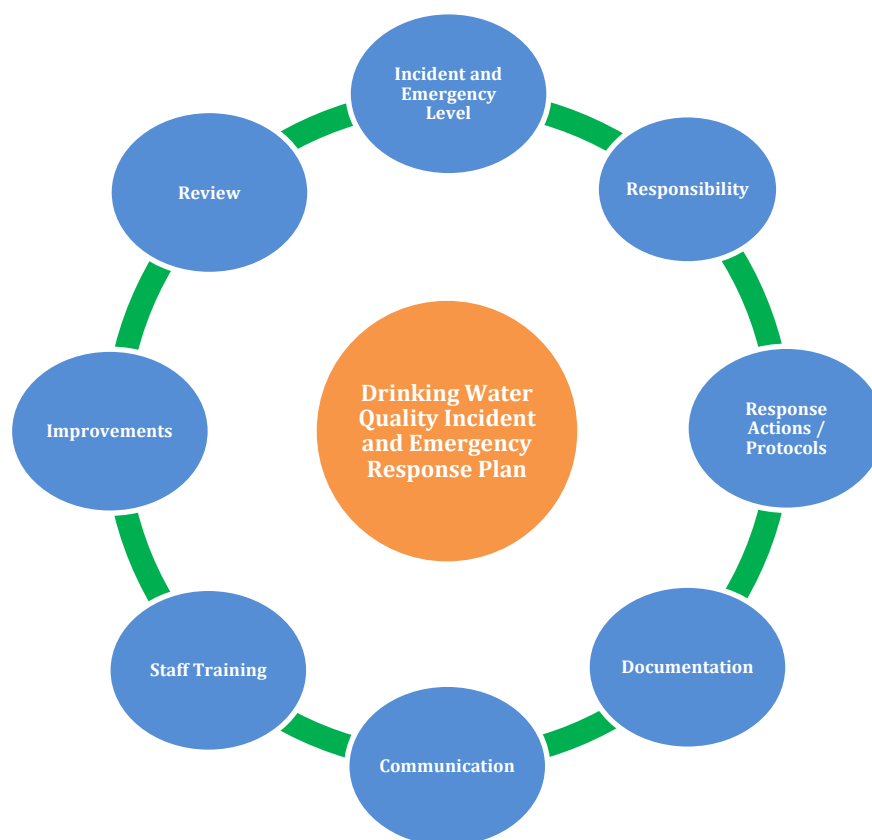 Incident and
Emergency
Level
Responsibility
Response
Actions /
Protocols
Documentation
Communication
Staff Training
Improvements
Review
Drinking Water
Quality Incident
and Emergency
Response Plan